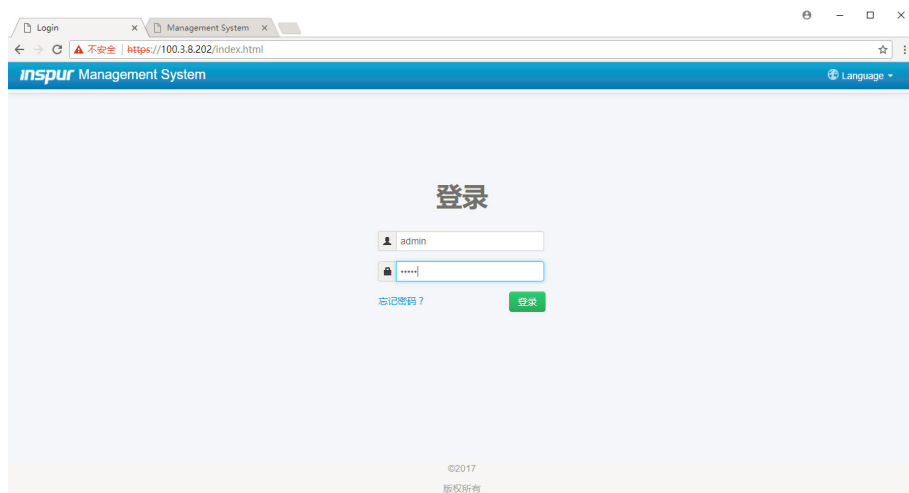 Login
Management System
不安全 | https://100.3.8.202/index.html
inspur Management System
Language
登录
admin
•••••
忘记密码？
登录
©2017
版权所有